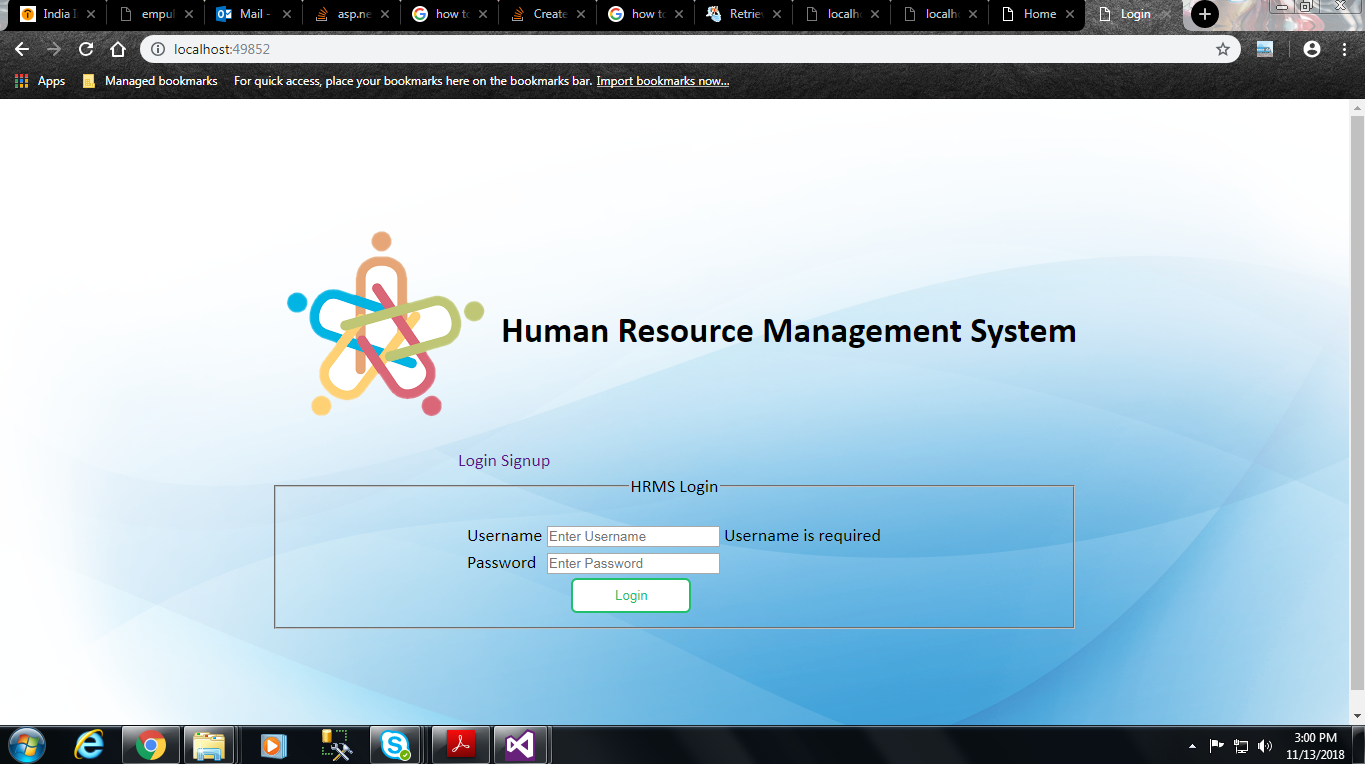 India I empul Mail - asp.ne how to Create how to Retriev localh localh Home Login
localhost:49852
Apps Managed bookmarks For quick access, place your bookmarks here on the bookmarks bar. Import bookmarks now...
Human Resource Management System
Login Signup
HRMS Login
Username Enter Username Username is required
Password Enter Password
Login
3:00 PM
11/13/2018